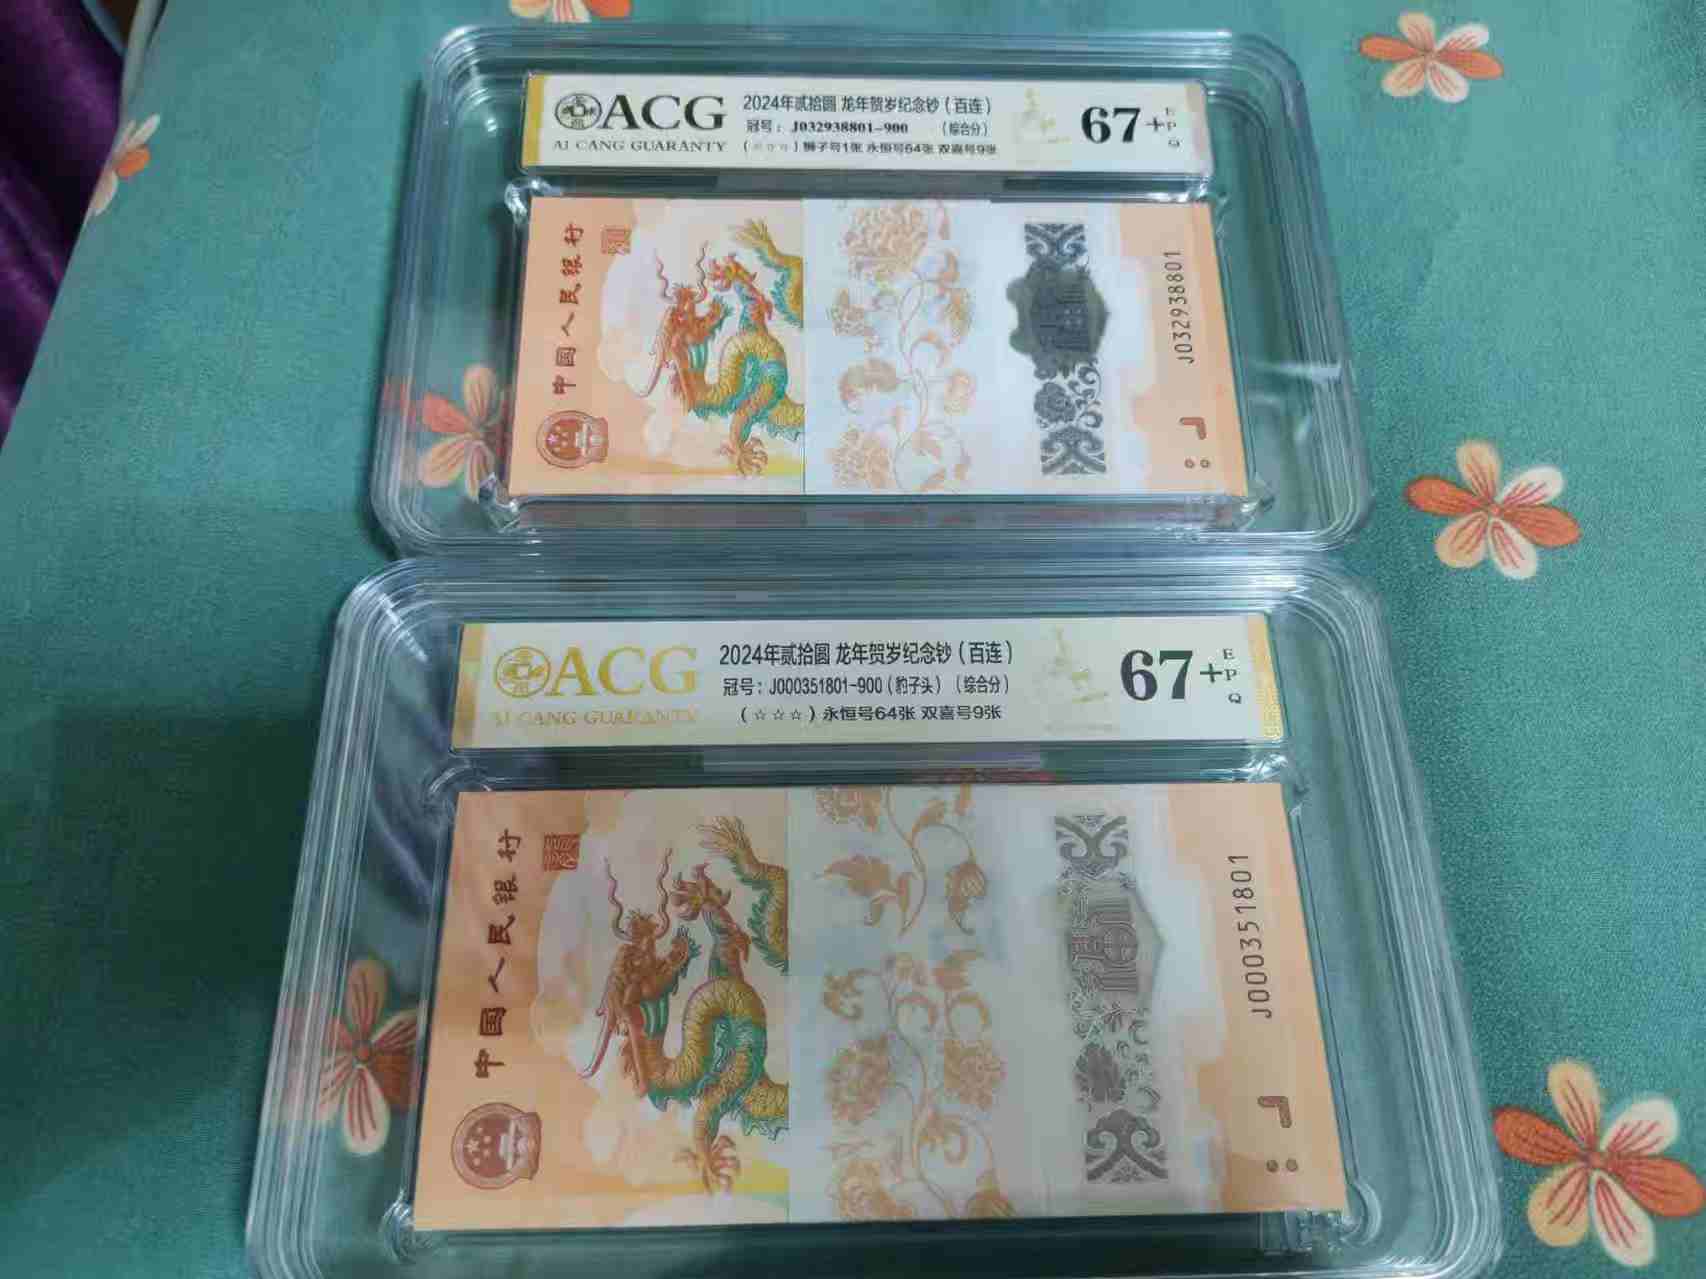 ACG
AI CANG GUARANTY
2024年贰拾圆 龙年贺岁纪念钞(百连)
冠号: J032938801-900 (综合分)
(☆☆☆) 狮子号1张 永恒号64张 双喜号9张
67+EPQ
中国人民银行
J032938801
ACG
AI CANG GUARANTY
2024年贰拾圆 龙年贺岁纪念钞(百连)
冠号: J000351801-900 (豹子头) (综合分)
(☆☆☆) 永恒号64张 双喜号9张
67+EPQ
中国人民银行
J000351801